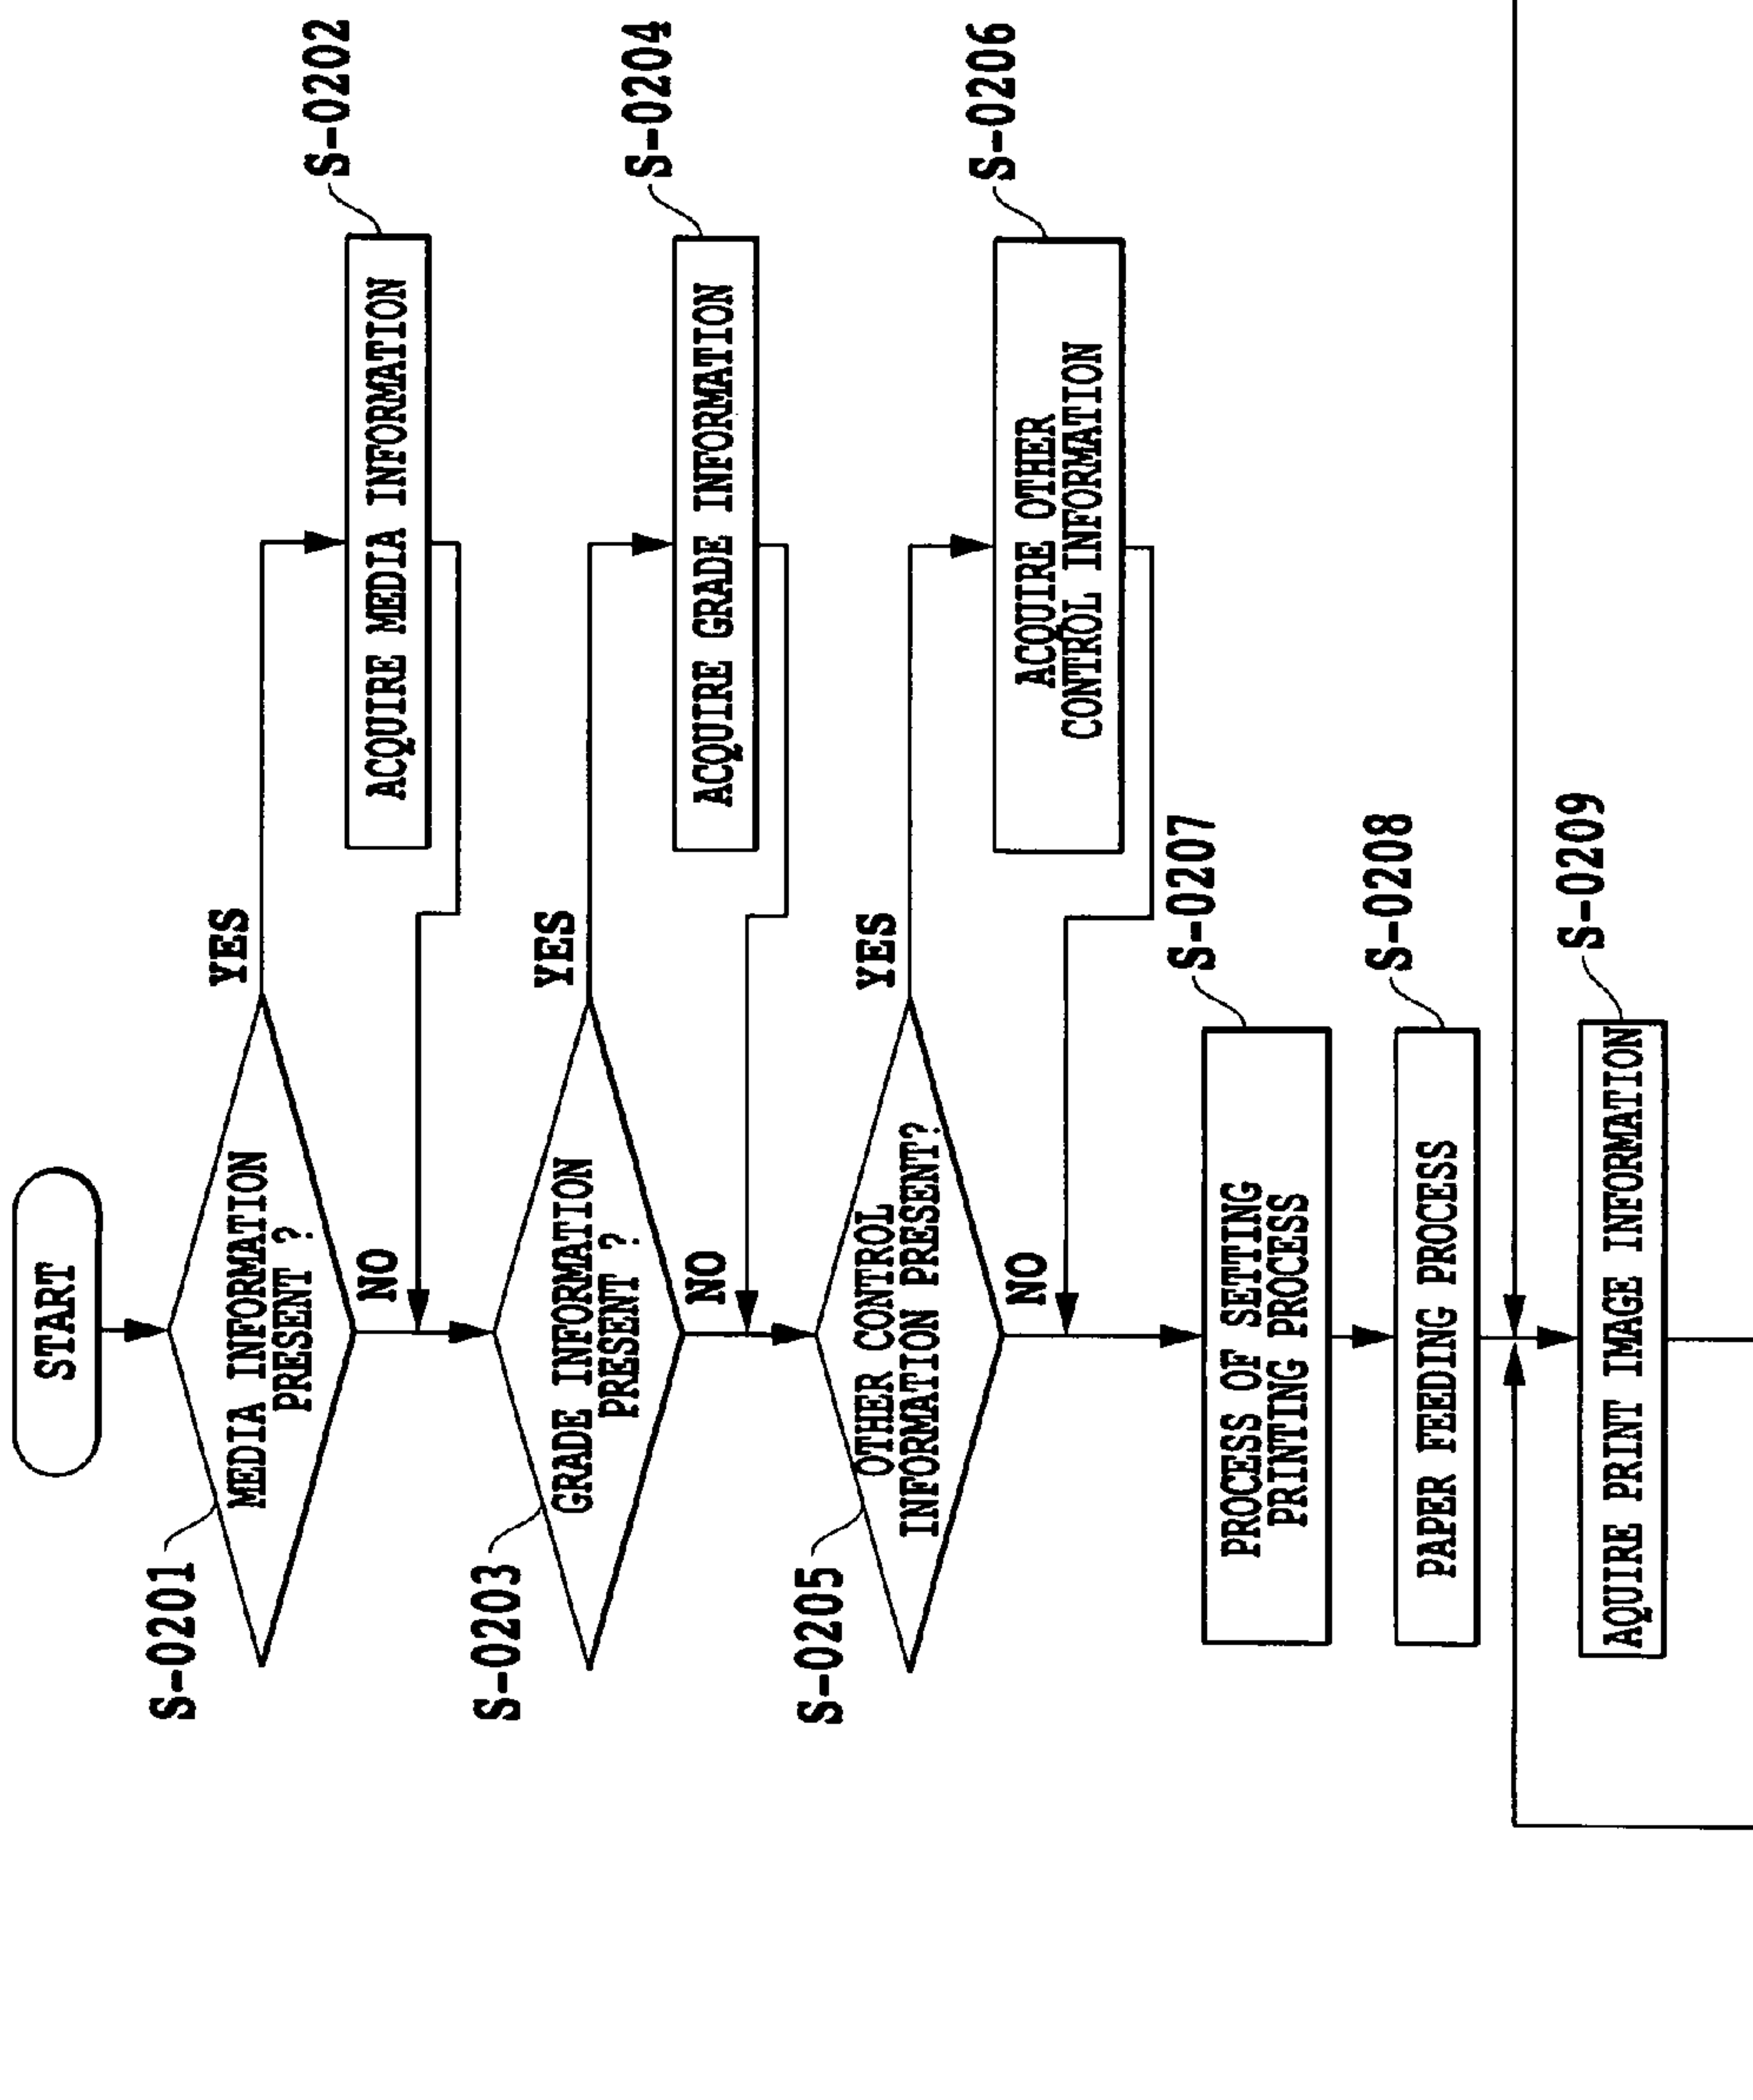 START
S-0201
MEDIA INFORMATION
PRESENT ?
YES
S-0202
ACQUIRE MEDIA INFORMATION
NO
S-0203
GRADE INFORMATION
PRESENT ?
YES
S-0204
ACQUIRE GRADE INFORMATION
NO
S-0205
OTHER CONTROL
INFORMATION PRESENT?
YES
S-0206
ACQUIRE OTHER
CONTROL INFORMATION
NO
S-0207
PROCESS OF SETTING
PRINTING PROCESS
S-0208
PAPER FEEDING PROCESS
S-0209
AQUIRE PRINT IMAGE INFORMATION